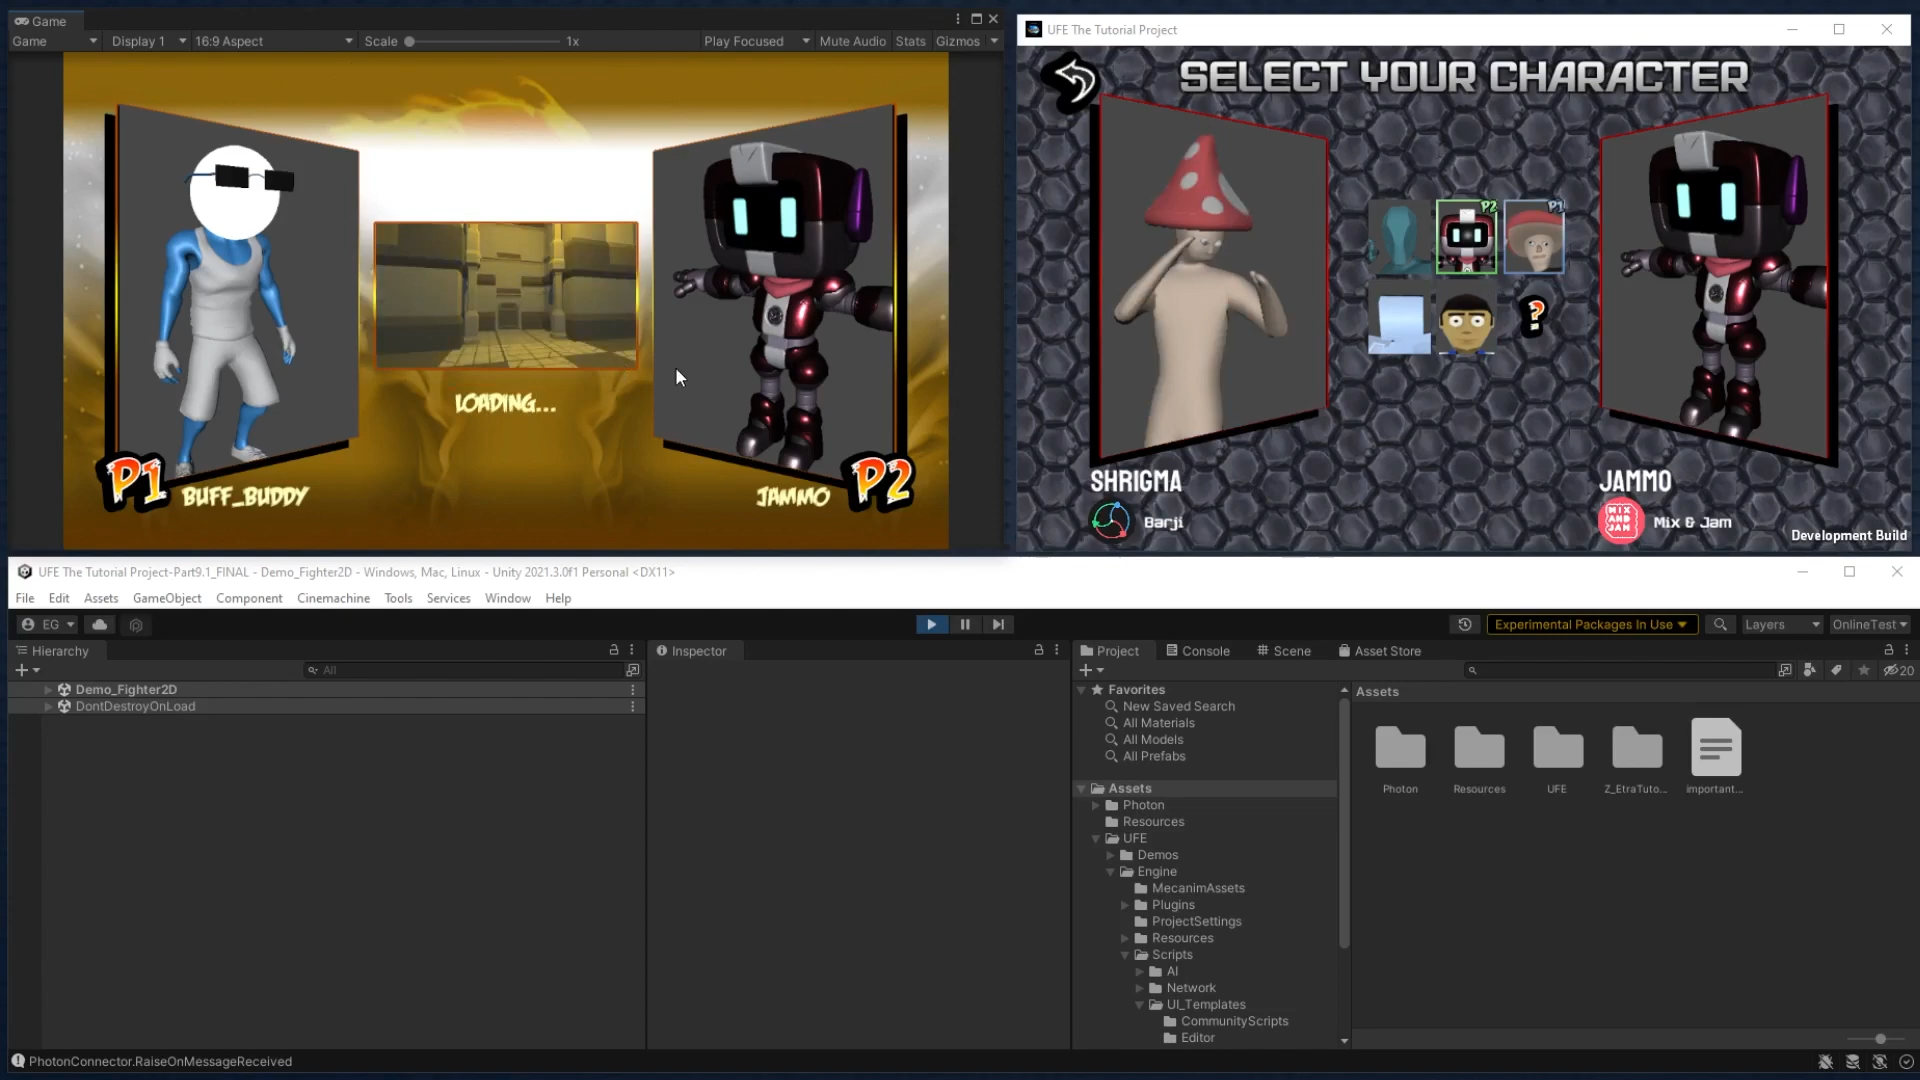 Game
Game
Display 1
16:9 Aspect
Scale
1x
Play Focused
Mute Audio
Stats
Gizmos
P1
BUFF_BUDDY
LOADING...
JAMMO
P2
UFE The Tutorial Project
SELECT YOUR CHARACTER
P2
P1
?
SHRIGMA
Barji
JAMMO
MIX AND JAM
Mix & Jam
Development Build
UFE The Tutorial Project-Part9.1_FINAL - Demo_Fighter2D - Windows, Mac, Linux - Unity 2021.3.0f1 Personal <DX11>
File Edit Assets GameObject Component Cinemachine Tools Services Window Help
EG
Experimental Packages In Use
Layers
OnlineTest
Hierarchy
All
Demo_Fighter2D
DontDestroyOnLoad
Inspector
Project
Console
Scene
Asset Store
20
Favorites
New Saved Search
All Materials
All Models
All Prefabs
Assets
Photon
Resources
UFE
Demos
Engine
MecanimAssets
Plugins
ProjectSettings
Resources
Scripts
AI
Network
UI_Templates
CommunityScripts
Editor
Assets
Photon
Resources
UFE
Z_EtraTuto...
important...
PhotonConnector.RaiseOnMessageReceived